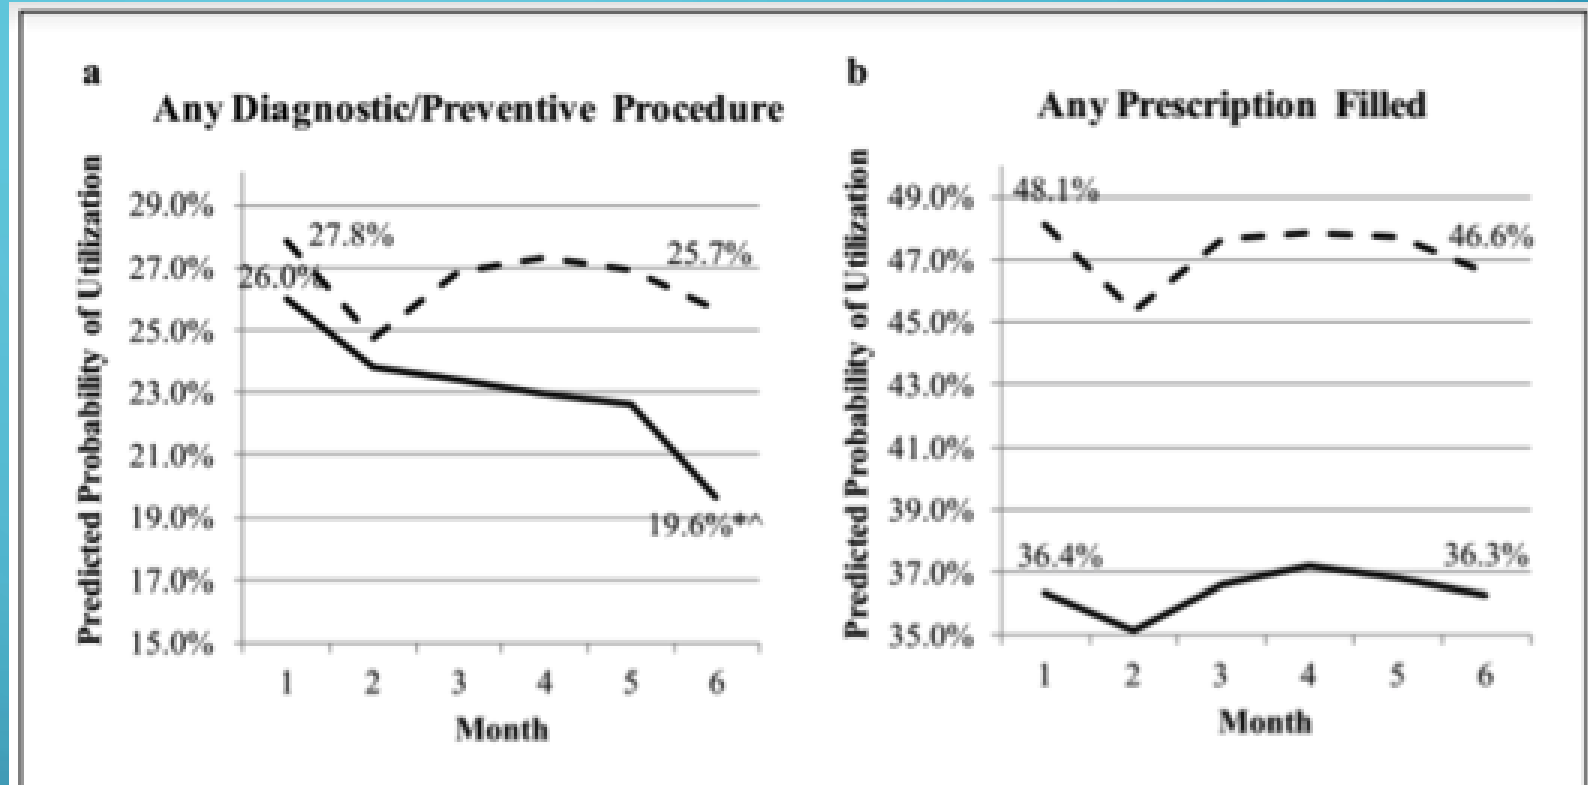 a
Any Diagnostic/Preventive Procedure
Predicted Probability of Utilization
29.0%
27.0%
25.0%
23.0%
21.0%
19.0%
17.0%
15.0%
27.8%
26.0%
25.7%
19.6%*^
1 2 3 4 5 6
Month
b
Any Prescription Filled
Predicted Probability of Utilization
49.0%
47.0%
45.0%
43.0%
41.0%
39.0%
37.0%
35.0%
48.1%
46.6%
36.4%
36.3%
1 2 3 4 5 6
Month